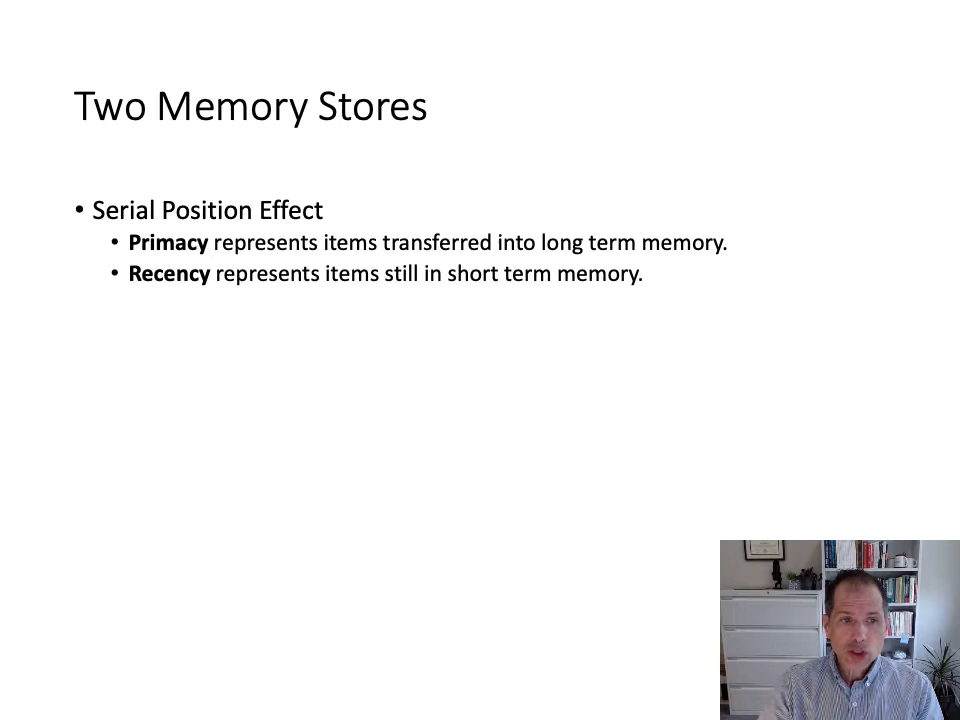 Two Memory Stores
• Serial Position Effect
• Primacy represents items transferred into long term memory.
• Recency represents items still in short term memory.